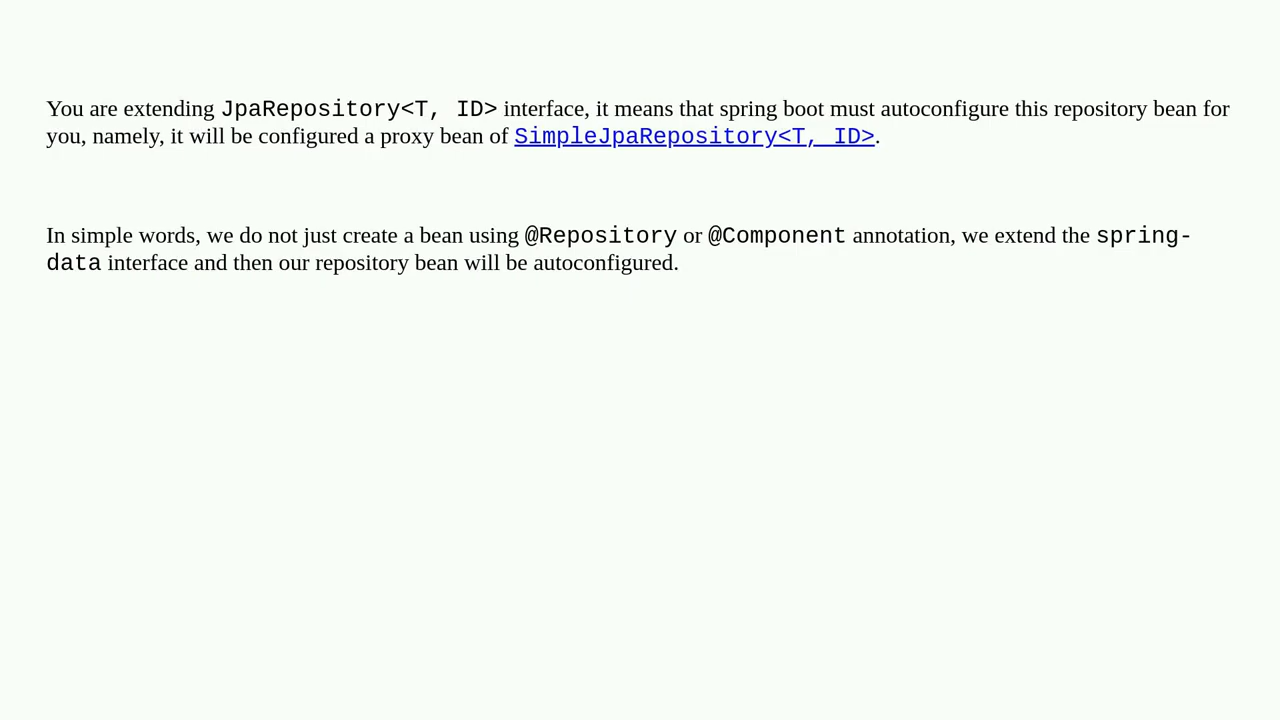 You are extending JpaRepository<T, ID> interface, it means that spring boot must autoconfigure this repository bean for
you, namely, it will be configured a proxy bean of SimpleJpaRepository<T, ID>.
In simple words, we do not just create a bean using @Repository or @Component annotation, we extend the spring-
data interface and then our repository bean will be autoconfigured.